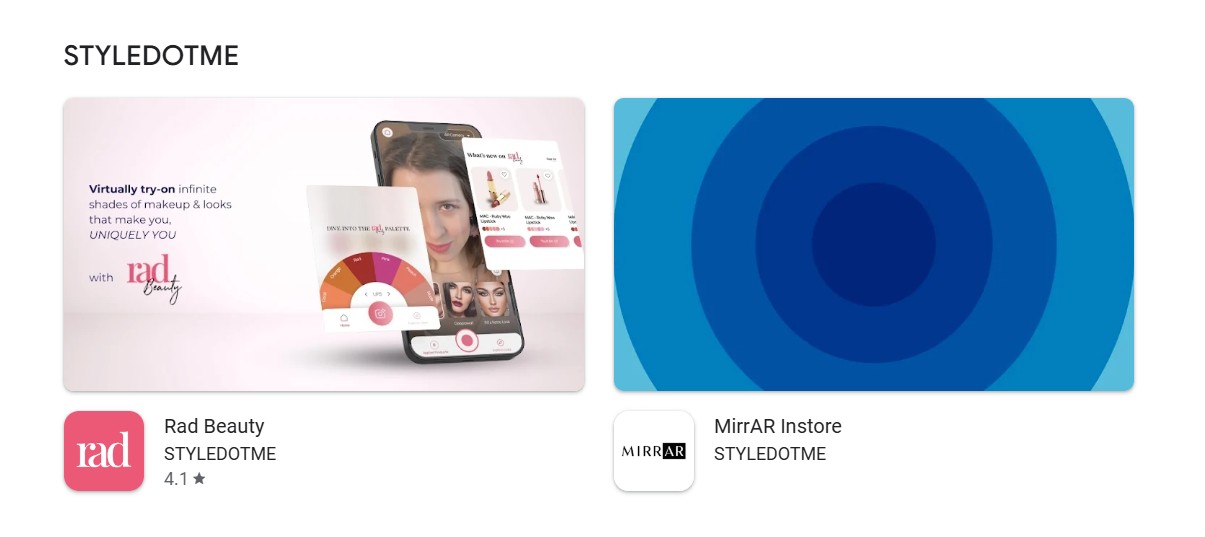 STYLEDOTME
Virtually try-on infinite
shades of makeup & looks
that make you,
UNIQUELY YOU
with rad
Beauty
What's new on rad
DIVE INTO THE rad PALETTE
LIPS
rad
Rad Beauty
STYLEDOTME
4.1 ★
MIRRAR
MirrAR Instore
STYLEDOTME